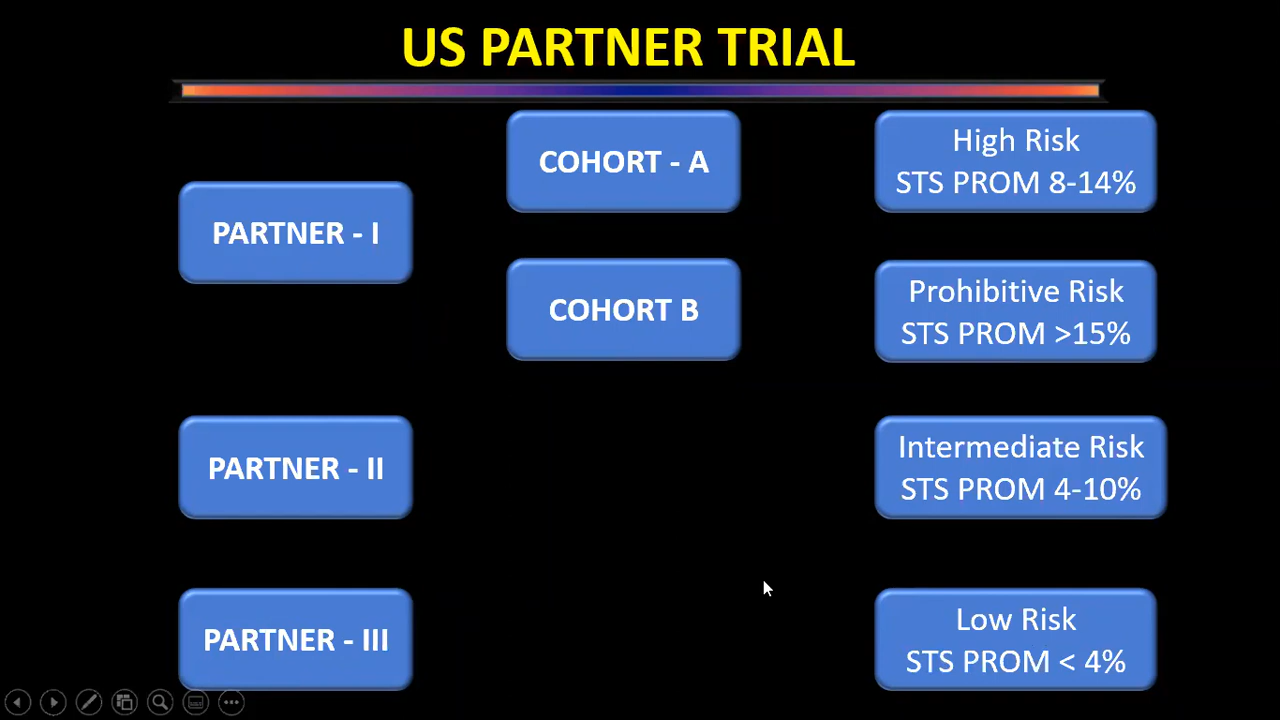 US PARTNER TRIAL
PARTNER - I
COHORT - A
High Risk
STS PROM 8-14%
COHORT B
Prohibitive Risk
STS PROM >15%
PARTNER - II
Intermediate Risk
STS PROM 4-10%
PARTNER - III
Low Risk
STS PROM < 4%